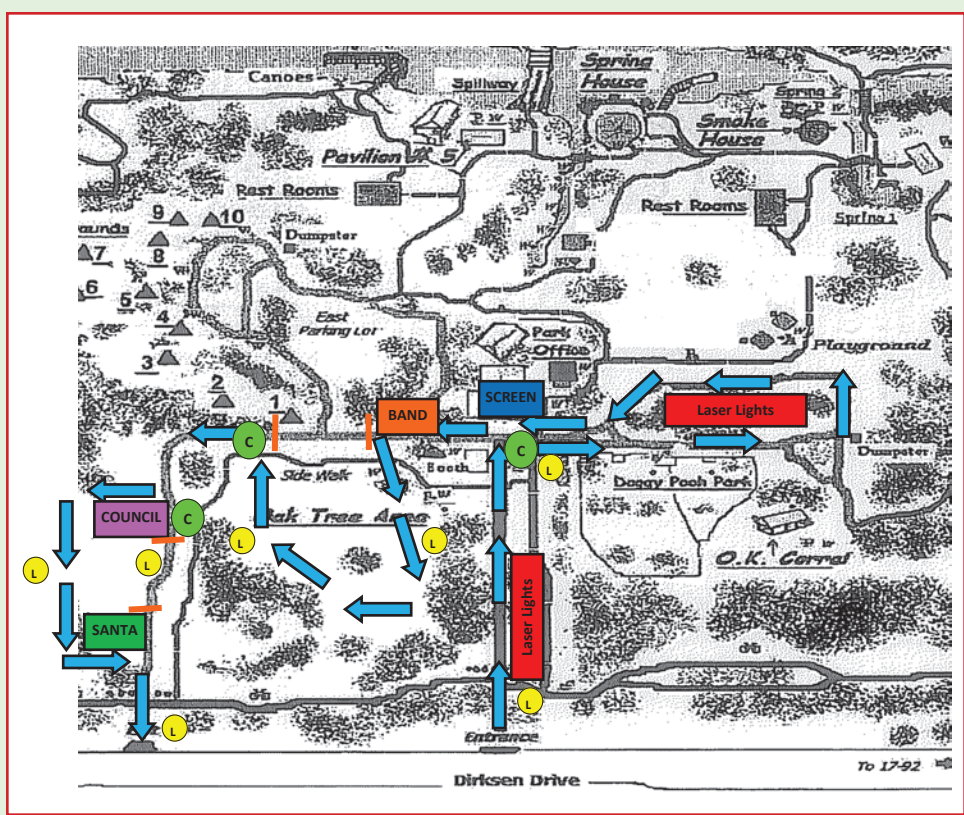 Canoes
Spillway
Spring
House
Spring 2
P W
Smoke
House
Pavilion # 5
Rest Rooms
Rest Rooms
Spring 1
9
10
Dumpster
7
8
6
5
4
3
2
1
East
Parking Lot
Park
Office
Playground
SCREEN
BAND
Laser Lights
C
C
L
Booth
Side Walk
Dumpster
Doggy Pooh Park
COUNCIL
C
Oak Tree Area
L
L
L
L
O.K. Corral
Laser Lights
SANTA
L
L
Entrance
To 17-92
Dirksen Drive